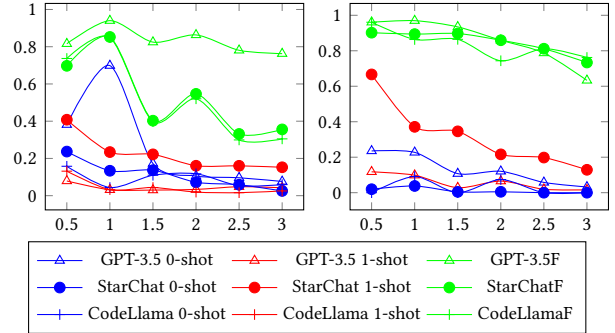 1
0.8
0.6
0.4
0.2
0
0.5 1 1.5 2 2.5 3
1
0.8
0.6
0.4
0.2
0
0.5 1 1.5 2 2.5 3
GPT-3.5 0-shot GPT-3.5 1-shot GPT-3.5F
StarChat 0-shot StarChat 1-shot StarChatF
CodeLlama 0-shot CodeLlama 1-shot CodeLlamaF